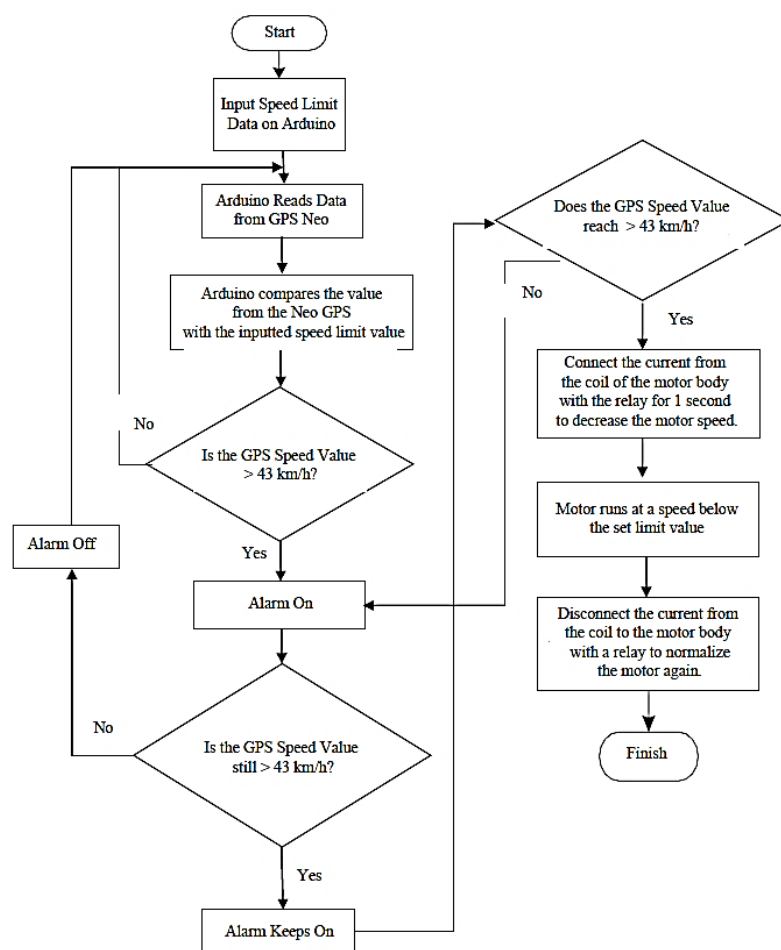 Start
Input Speed Limit
Data on Arduino
Arduino Reads Data
from GPS Neo
Arduino compares the value
from the Neo GPS
with the inputted speed limit value
No
Is the GPS Speed Value
> 43 km/h?
Yes
Alarm Off
Alarm On
No
Is the GPS Speed Value
still > 43 km/h?
Yes
Alarm Keeps On
Does the GPS Speed Value
reach > 43 km/h?
No
Yes
Connect the current from
the coil of the motor body
with the relay for 1 second
to decrease the motor speed.
Motor runs at a speed below
the set limit value
Disconnect the current from
the coil to the motor body
with a relay to normalize
the motor again.
Finish